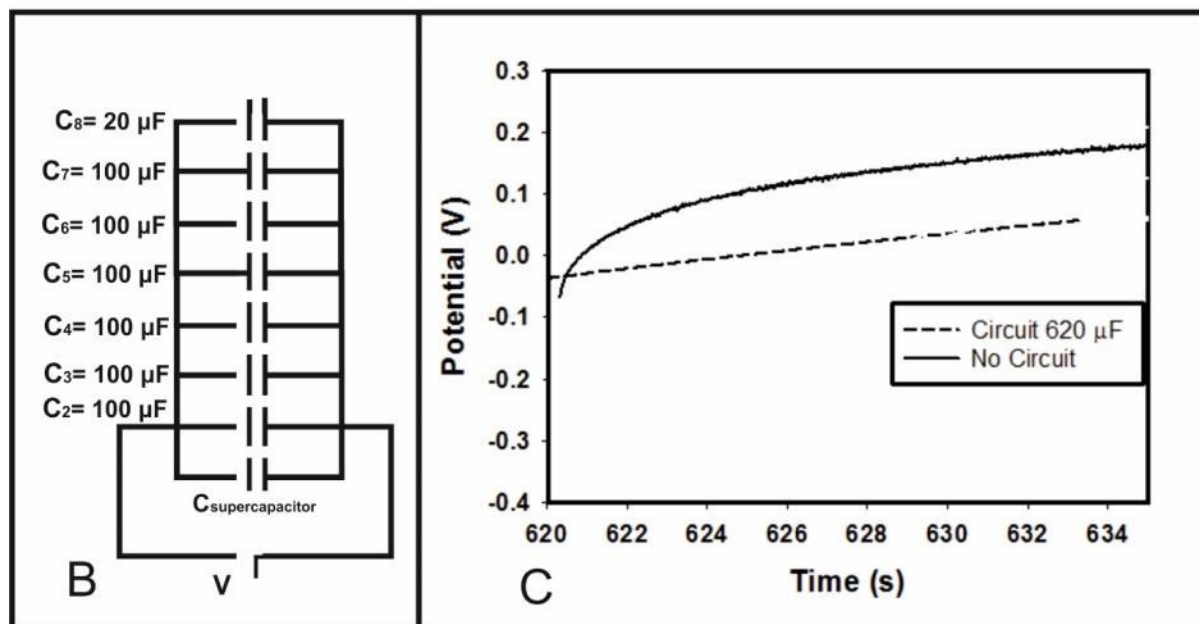 C8= 20 µF
C7= 100 µF
C6= 100 µF
C5= 100 µF
C4= 100 µF
C3= 100 µF
C2= 100 µF
Csupercapacitor
V
B
Potential (V)
0.3
0.2
0.1
0.0
-0.1
-0.2
-0.3
-0.4
Circuit 620 µF
No Circuit
620 622 624 626 628 630 632 634
Time (s)
C